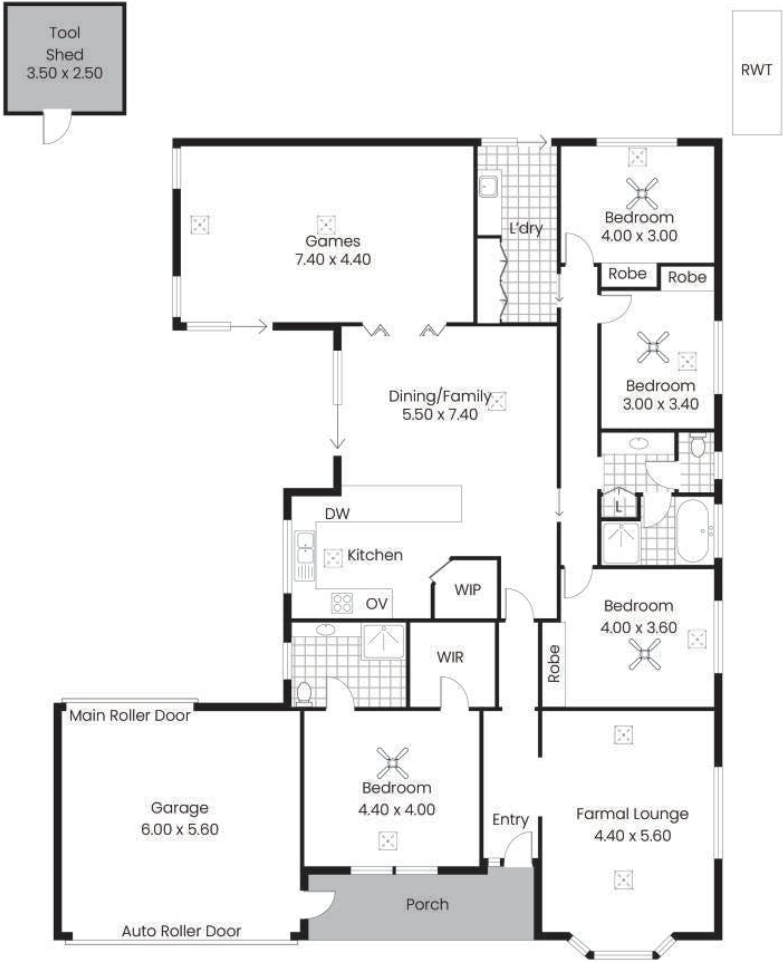 Tool
Shed
3.50 x 2.50
RWT
Games
7.40 x 4.40
L'dry
Bedroom
4.00 x 3.00
Robe
Robe
Bedroom
3.00 x 3.40
Dining/Family
5.50 x 7.40
DW
Kitchen
OV
WIP
L
Bedroom
4.00 x 3.60
Robe
WIR
Main Roller Door
Garage
6.00 x 5.60
Bedroom
4.40 x 4.00
Entry
Farmal Lounge
4.40 x 5.60
Porch
Auto Roller Door